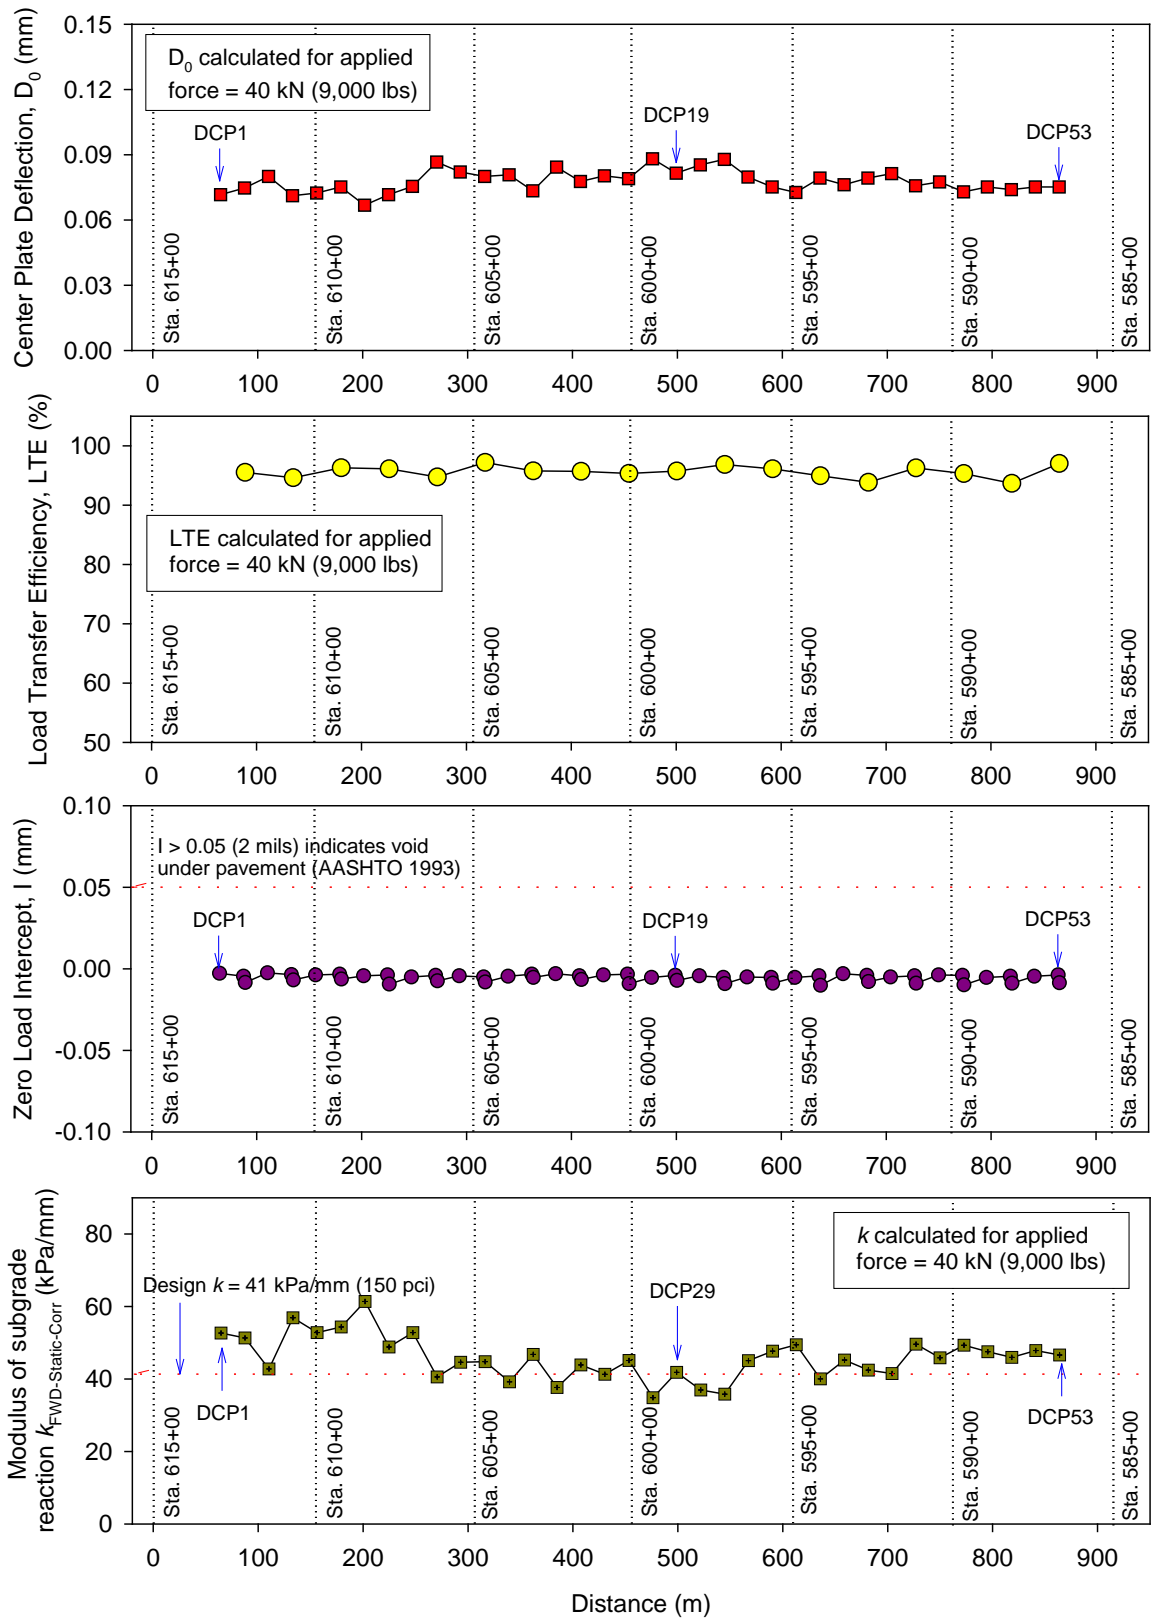 Center Plate Deflection, D0 (mm)
0.15
0.12
0.09
0.06
0.03
0.00
D0 calculated for applied
force = 40 kN (9,000 lbs)
DCP1
DCP19
DCP53
Sta. 615+00
Sta. 610+00
Sta. 605+00
Sta. 600+00
Sta. 595+00
Sta. 590+00
Sta. 585+00
0 100 200 300 400 500 600 700 800 900
Load Transfer Efficiency, LTE (%)
100
90
80
70
60
50
LTE calculated for applied
force = 40 kN (9,000 lbs)
Sta. 615+00
Sta. 610+00
Sta. 605+00
Sta. 600+00
Sta. 595+00
Sta. 590+00
Sta. 585+00
0 100 200 300 400 500 600 700 800 900
Zero Load Intercept, I (mm)
0.10
0.05
0.00
-0.05
-0.10
I > 0.05 (2 mils) indicates void
under pavement (AASHTO 1993)
DCP1
DCP19
DCP53
Sta. 615+00
Sta. 610+00
Sta. 605+00
Sta. 600+00
Sta. 595+00
Sta. 590+00
Sta. 585+00
0 100 200 300 400 500 600 700 800 900
Modulus of subgrade
reaction kFWD-Static-Corr (kPa/mm)
80
60
40
20
0
k calculated for applied
force = 40 kN (9,000 lbs)
Design k = 41 kPa/mm (150 pci)
DCP29
DCP1
DCP53
Sta. 615+00
Sta. 610+00
Sta. 605+00
Sta. 600+00
Sta. 595+00
Sta. 590+00
Sta. 585+00
0 100 200 300 400 500 600 700 800 900
Distance (m)